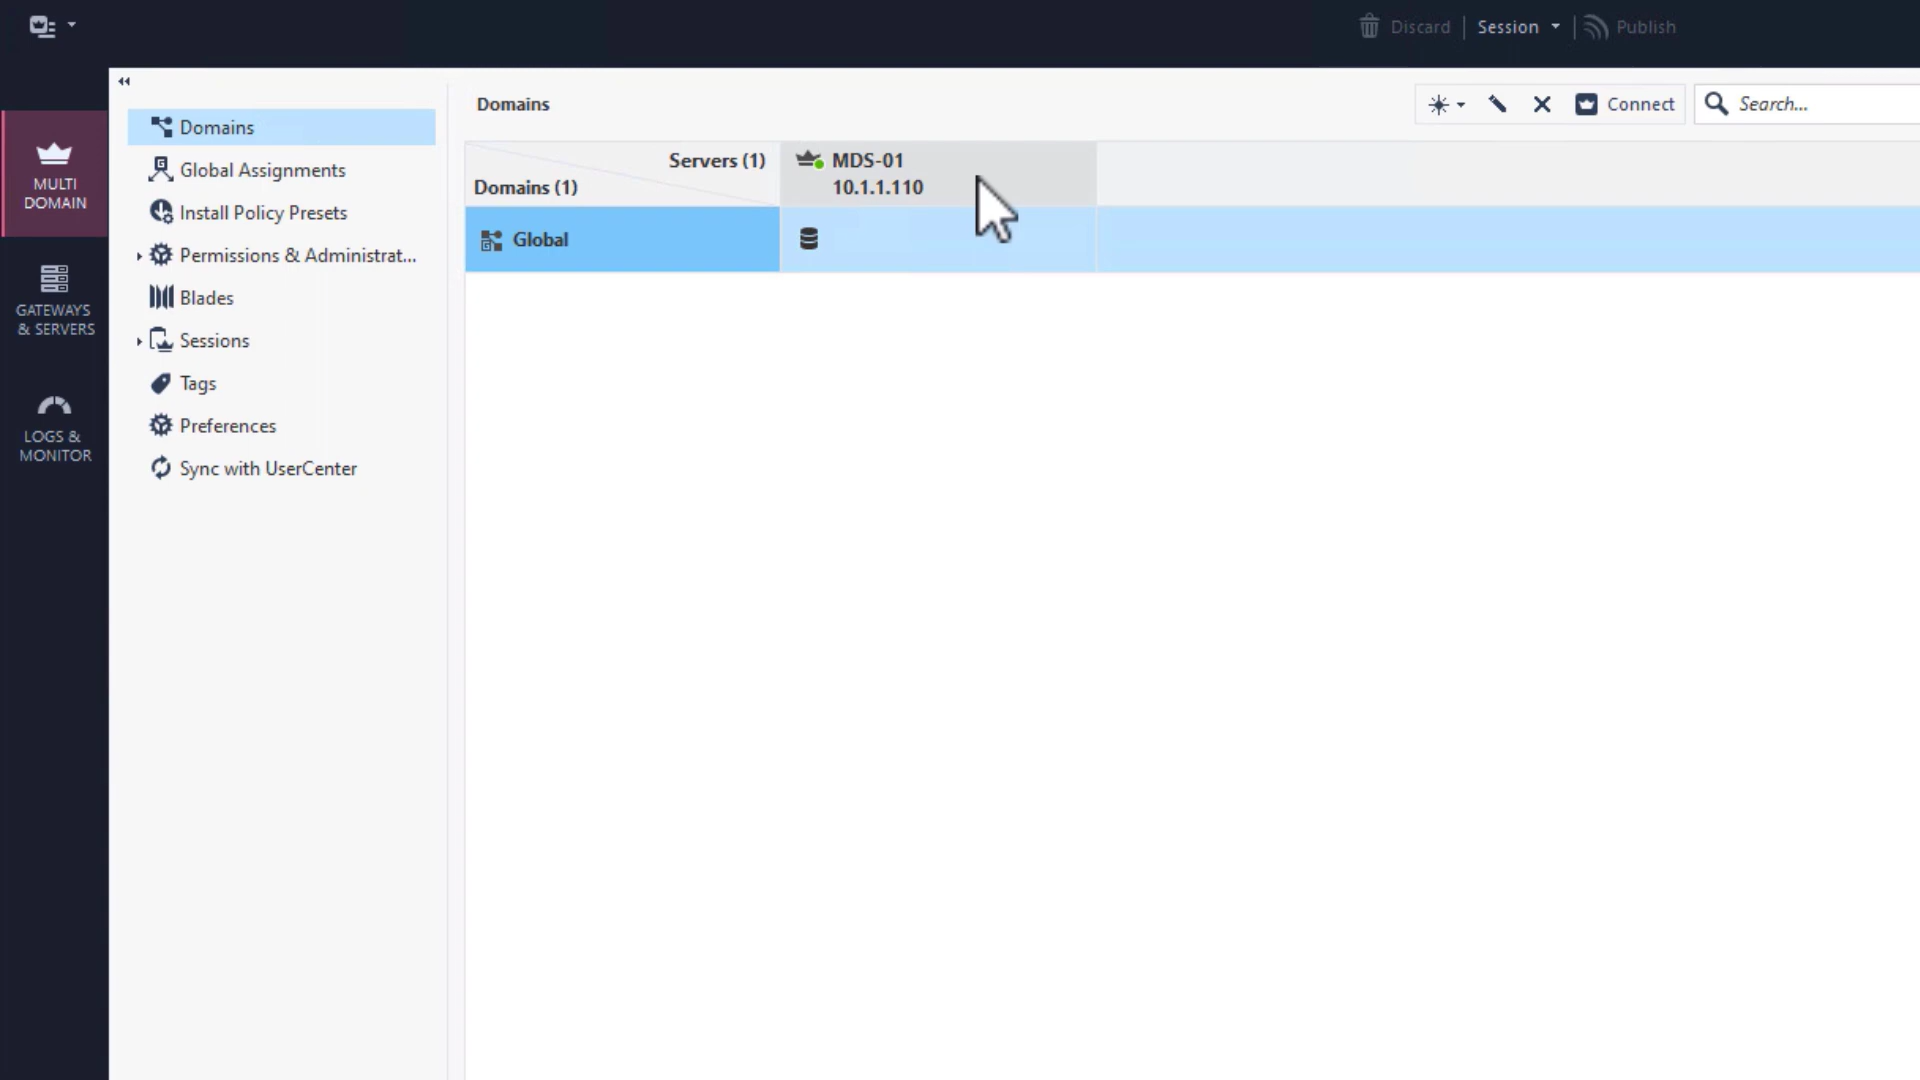 Discard
Session
Publish
MULTI
DOMAIN
GATEWAYS
& SERVERS
LOGS &
MONITOR
Domains
Global Assignments
Install Policy Presets
Permissions & Administrat...
Blades
Sessions
Tags
Preferences
Sync with UserCenter
Domains
Connect
Search...
Servers (1)
Domains (1)
MDS-01
10.1.1.110
Global